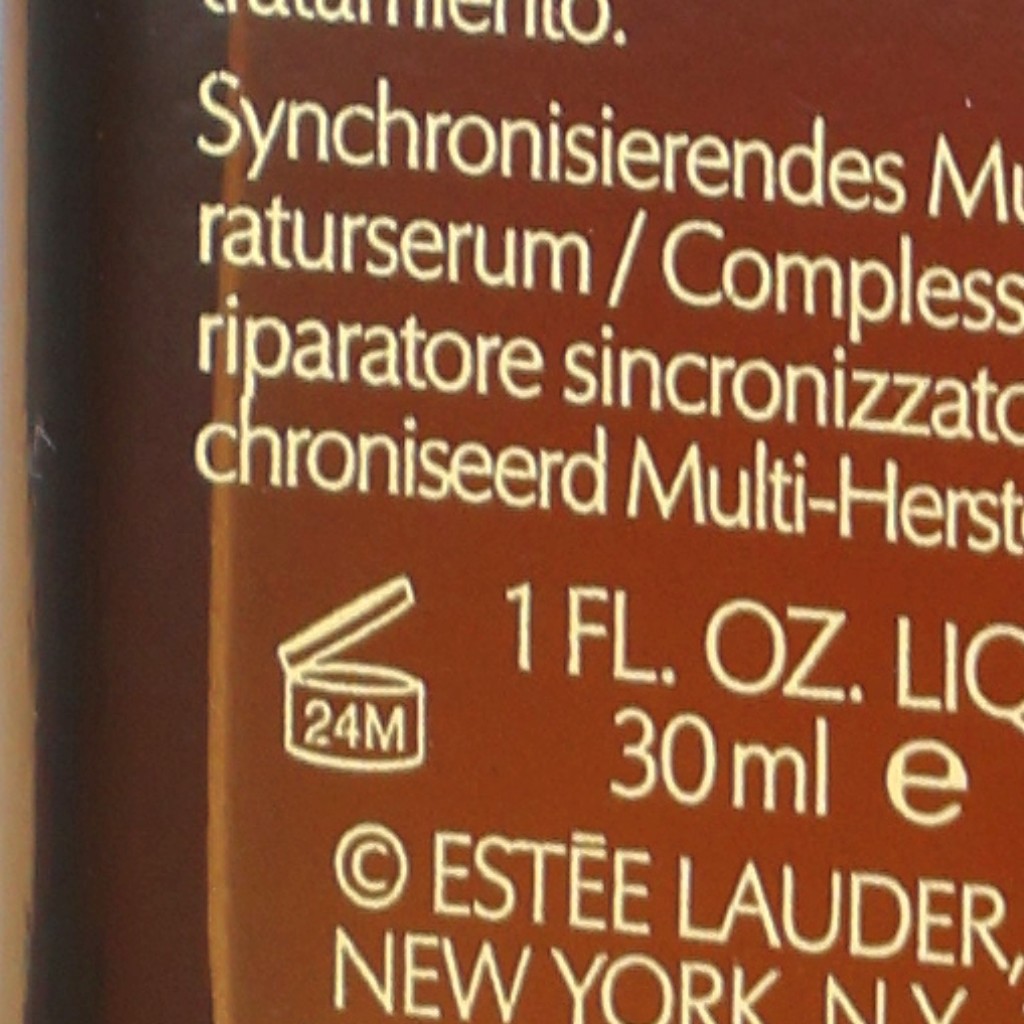 tratamiento.
Synchronisierendes Mu
raturserum / Compless
riparatore sincronizzato
chroniseerd Multi-Herst
1 FL. OZ. LIQ
24M
30 ml e
© ESTĒE LAUDER,
NEW YORK, N.Y.